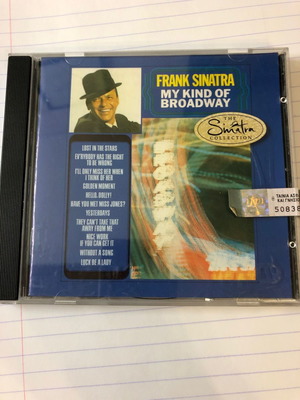 FRANK SINATRA
MY KIND OF
BROADWAY
THE
Sinatra
COLLECTION
LOST IN THE STARS
EV'RYBODY HAS THE RIGHT
TO BE WRONG
I'LL ONLY MISS HER WHEN
I THINK OF HER
GOLDEN MOMENT
HELLO, DOLLY!
HAVE YOU MET MISS JONES?
YESTERDAYS
THEY CAN'T TAKE THAT
AWAY FROM ME
NICE WORK
IF YOU CAN GET IT
WITHOUT A SONG
LUCK BE A LADY
5083